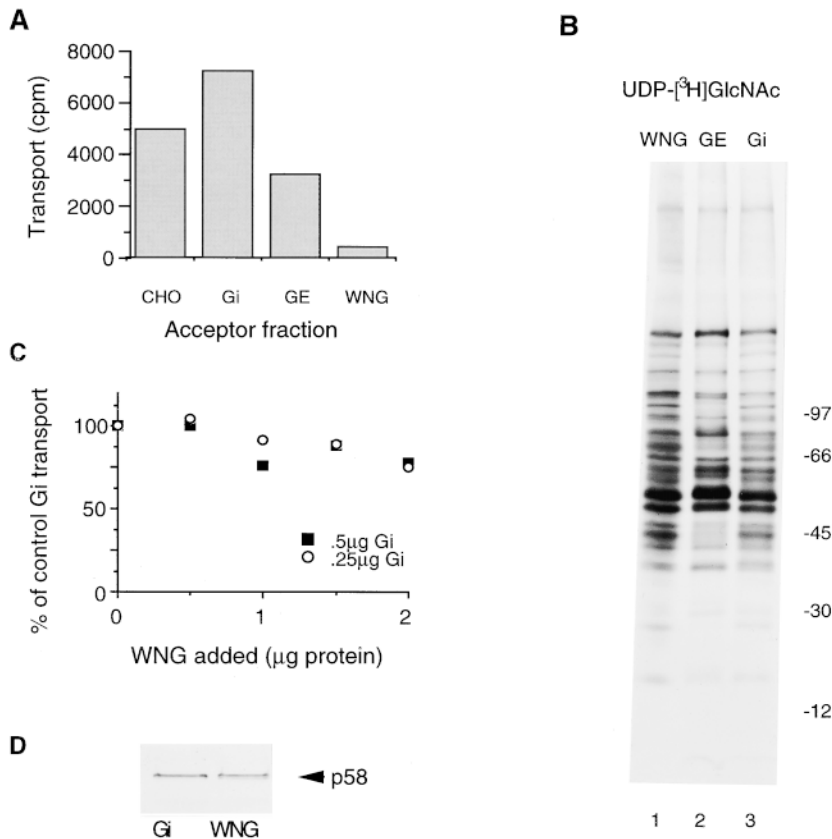 A
8000
6000
4000
2000
0
Transport (cpm)
CHO Gi GE WNG
Acceptor fraction
B
UDP-[³H]GlcNAc
WNG GE Gi
-97
-66
-45
-30
-12
1 2 3
C
100
50
0
% of control Gi transport
.5µg Gi
.25µg Gi
0 1 2
WNG added (µg protein)
D
p58
Gi WNG